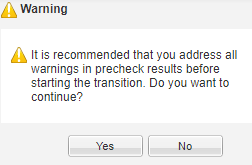 Warning
It is recommended that you address all
warnings in precheck results before
starting the transition. Do you want to
continue?
Yes No